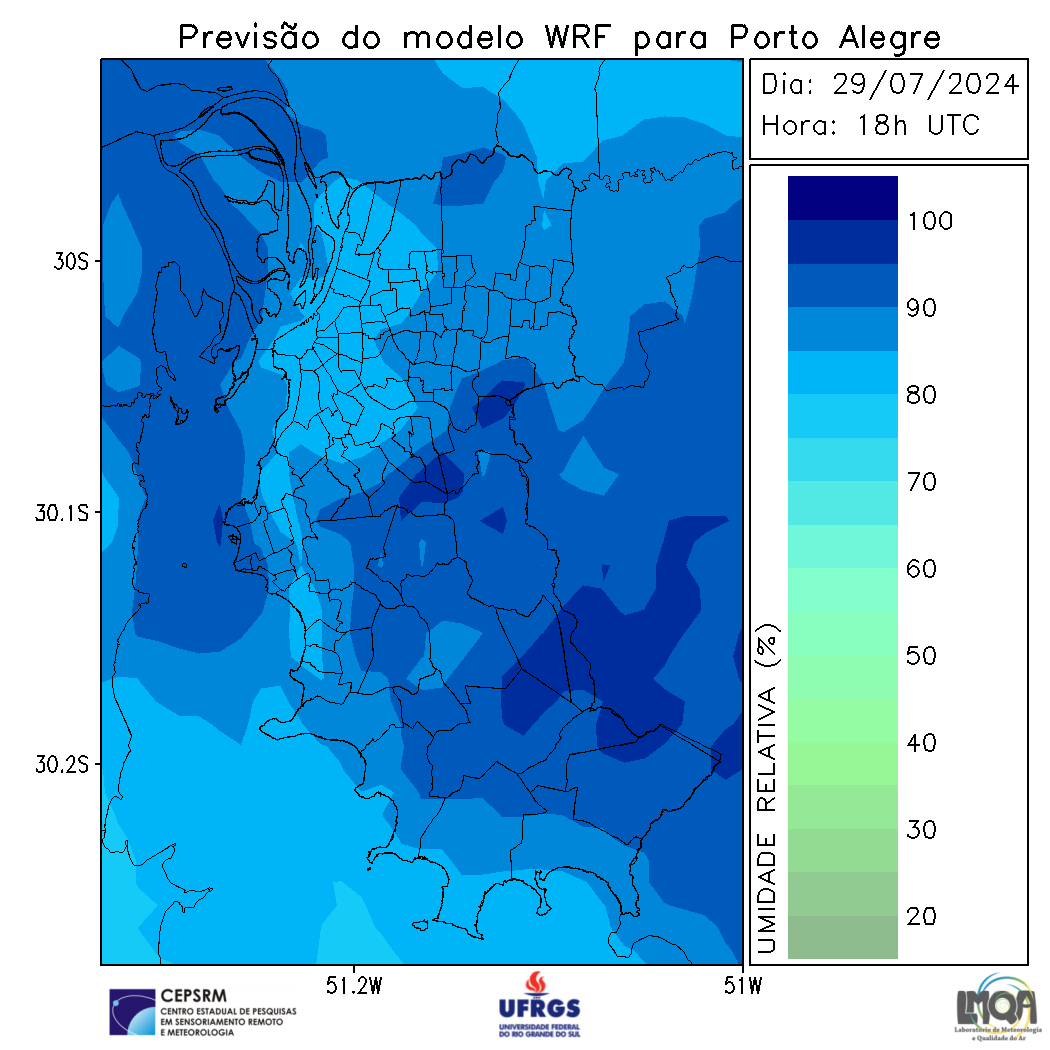 Previsão do modelo WRF para Porto Alegre
Dia: 29/07/2024
Hora: 18h UTC
30S
30.1S
30.2S
51.2W
51W
100
90
80
70
60
50
40
30
20
UMIDADE RELATIVA (%)
CEPSRM
CENTRO ESTADUAL DE PESQUISAS
EM SENSORIAMENTO REMOTO
E METEOROLOGIA
UFRGS
UNIVERSIDADE FEDERAL
DO RIO GRANDE DO SUL
LMQA
Laboratório de Meteorologia
e Qualidade do Ar